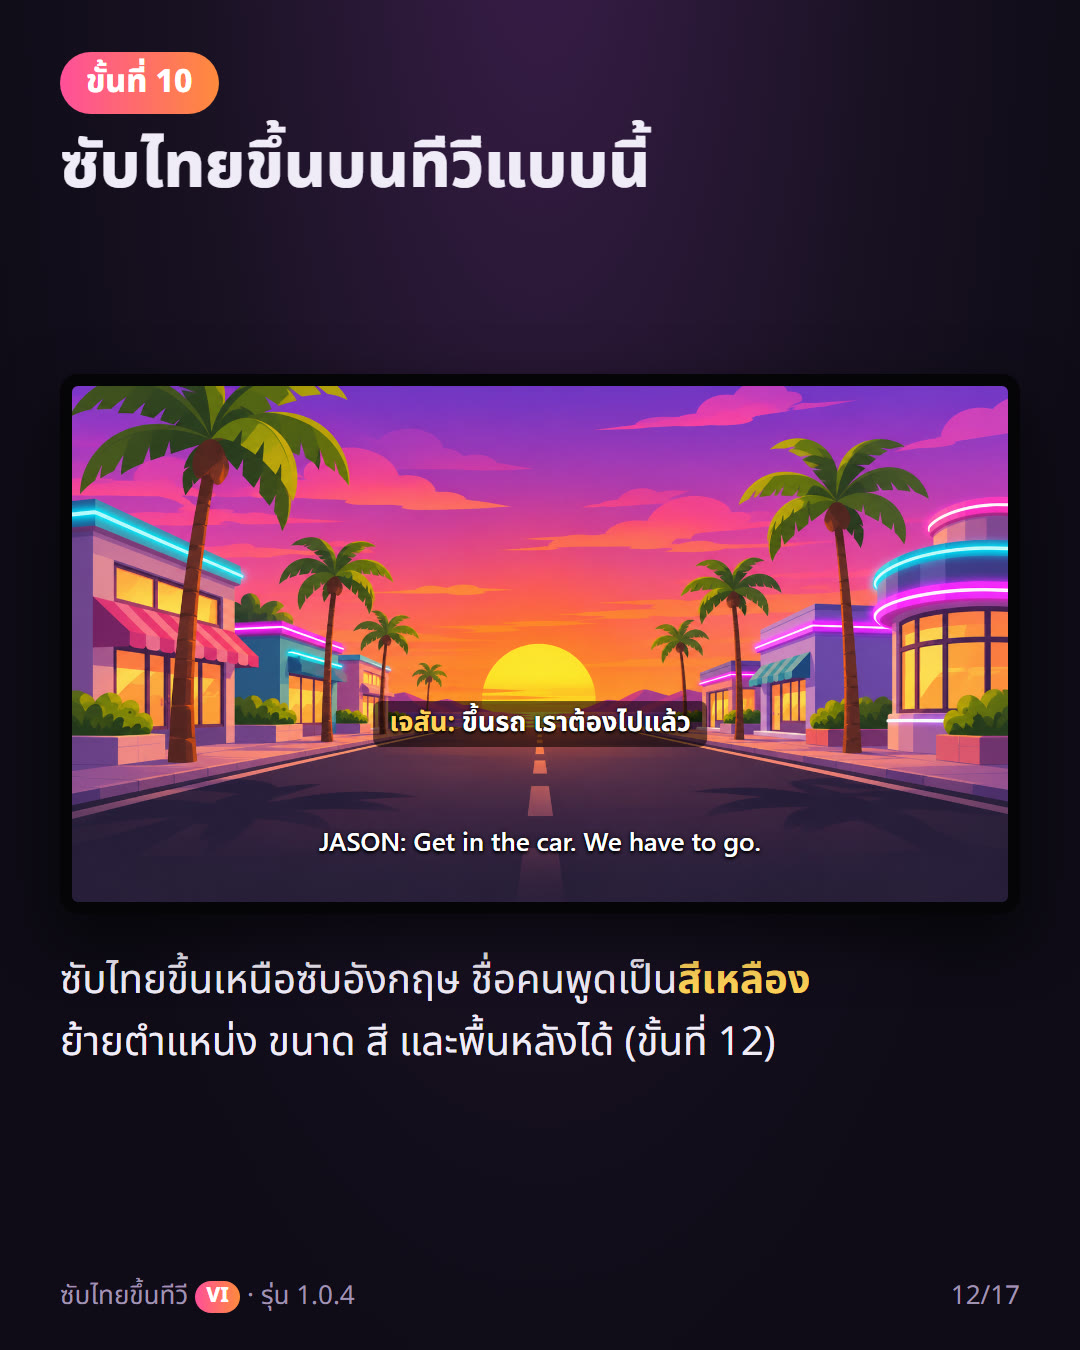 ขั้นที่ 10
ซับไทยขึ้นบนทีวีแบบนี้
เจสัน: ขึ้นรถ เราต้องไปแล้ว
JASON: Get in the car. We have to go.
ซับไทยขึ้นเหนือซับอังกฤษ ชื่อคนพูดเป็นสีเหลือง
ย้ายตำแหน่ง ขนาด สี และพื้นหลังได้ (ขั้นที่ 12)
ซับไทยขึ้นทีวี VI · รุ่น 1.0.4
12/17